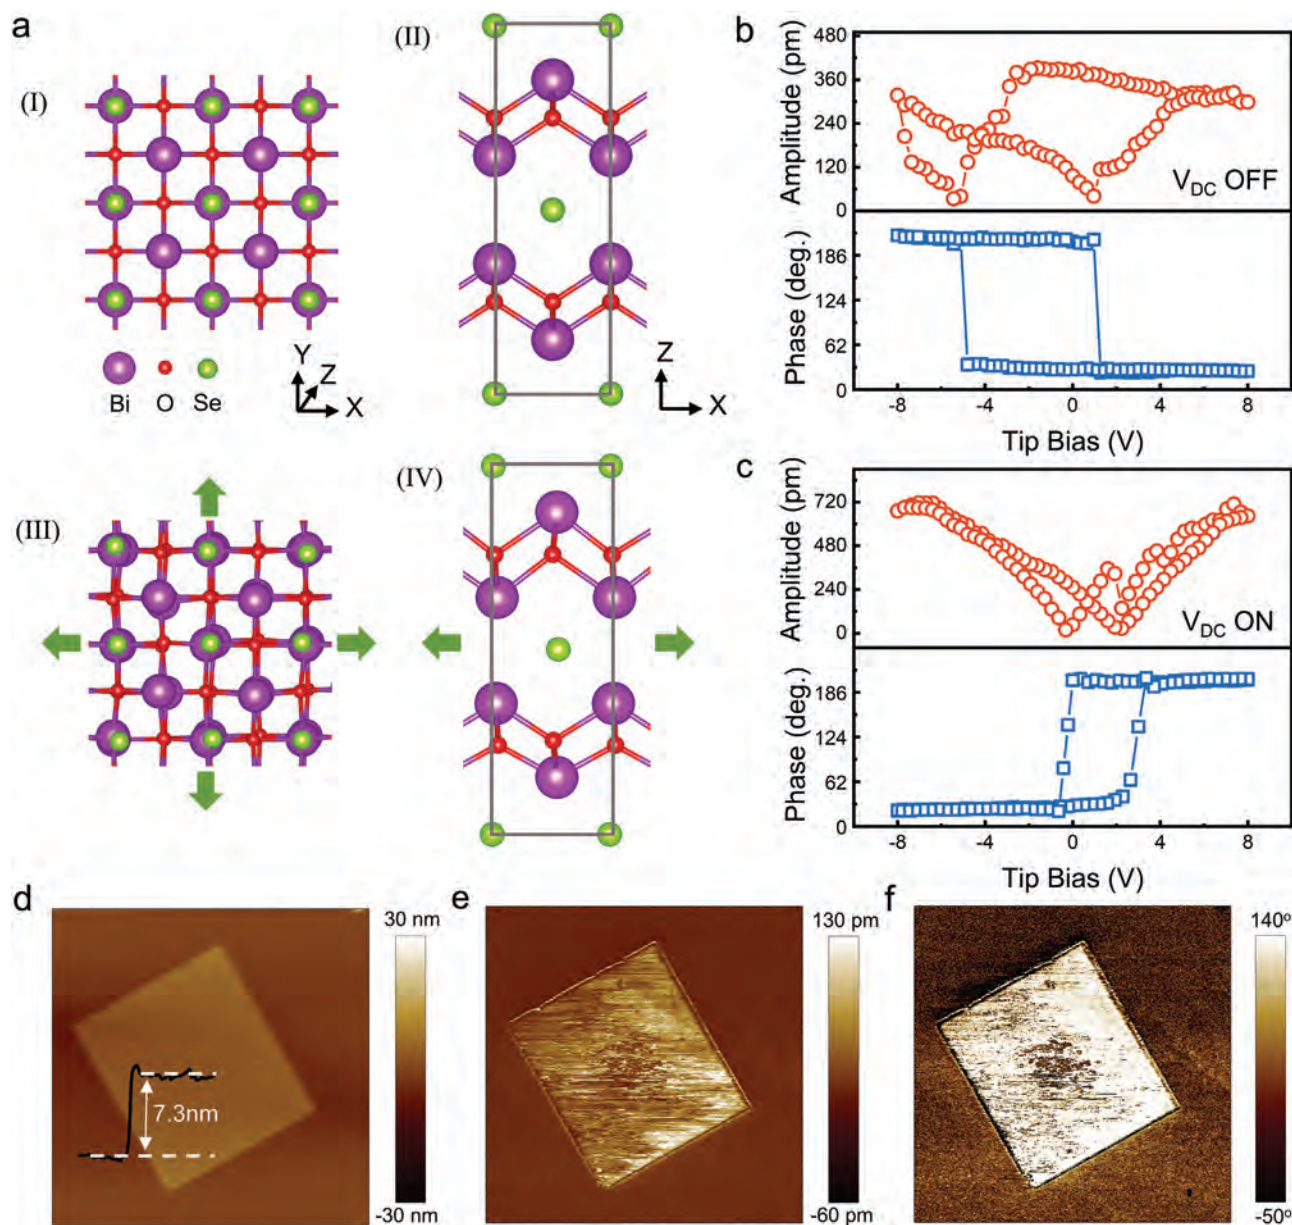 a
(I)
(II)
Bi O Se
Y
Z
X
Z
X
(III)
(IV)
b
Amplitude (pm)
480
360
240
120
0
V_DC OFF
Phase (deg.)
186
124
62
0
-8 -4 0 4 8
Tip Bias (V)
c
Amplitude (pm)
720
480
240
0
V_DC ON
Phase (deg.)
186
124
62
0
-8 -4 0 4 8
Tip Bias (V)
d
30 nm
7.3nm
-30 nm
e
130 pm
-60 pm
f
140º
-50º